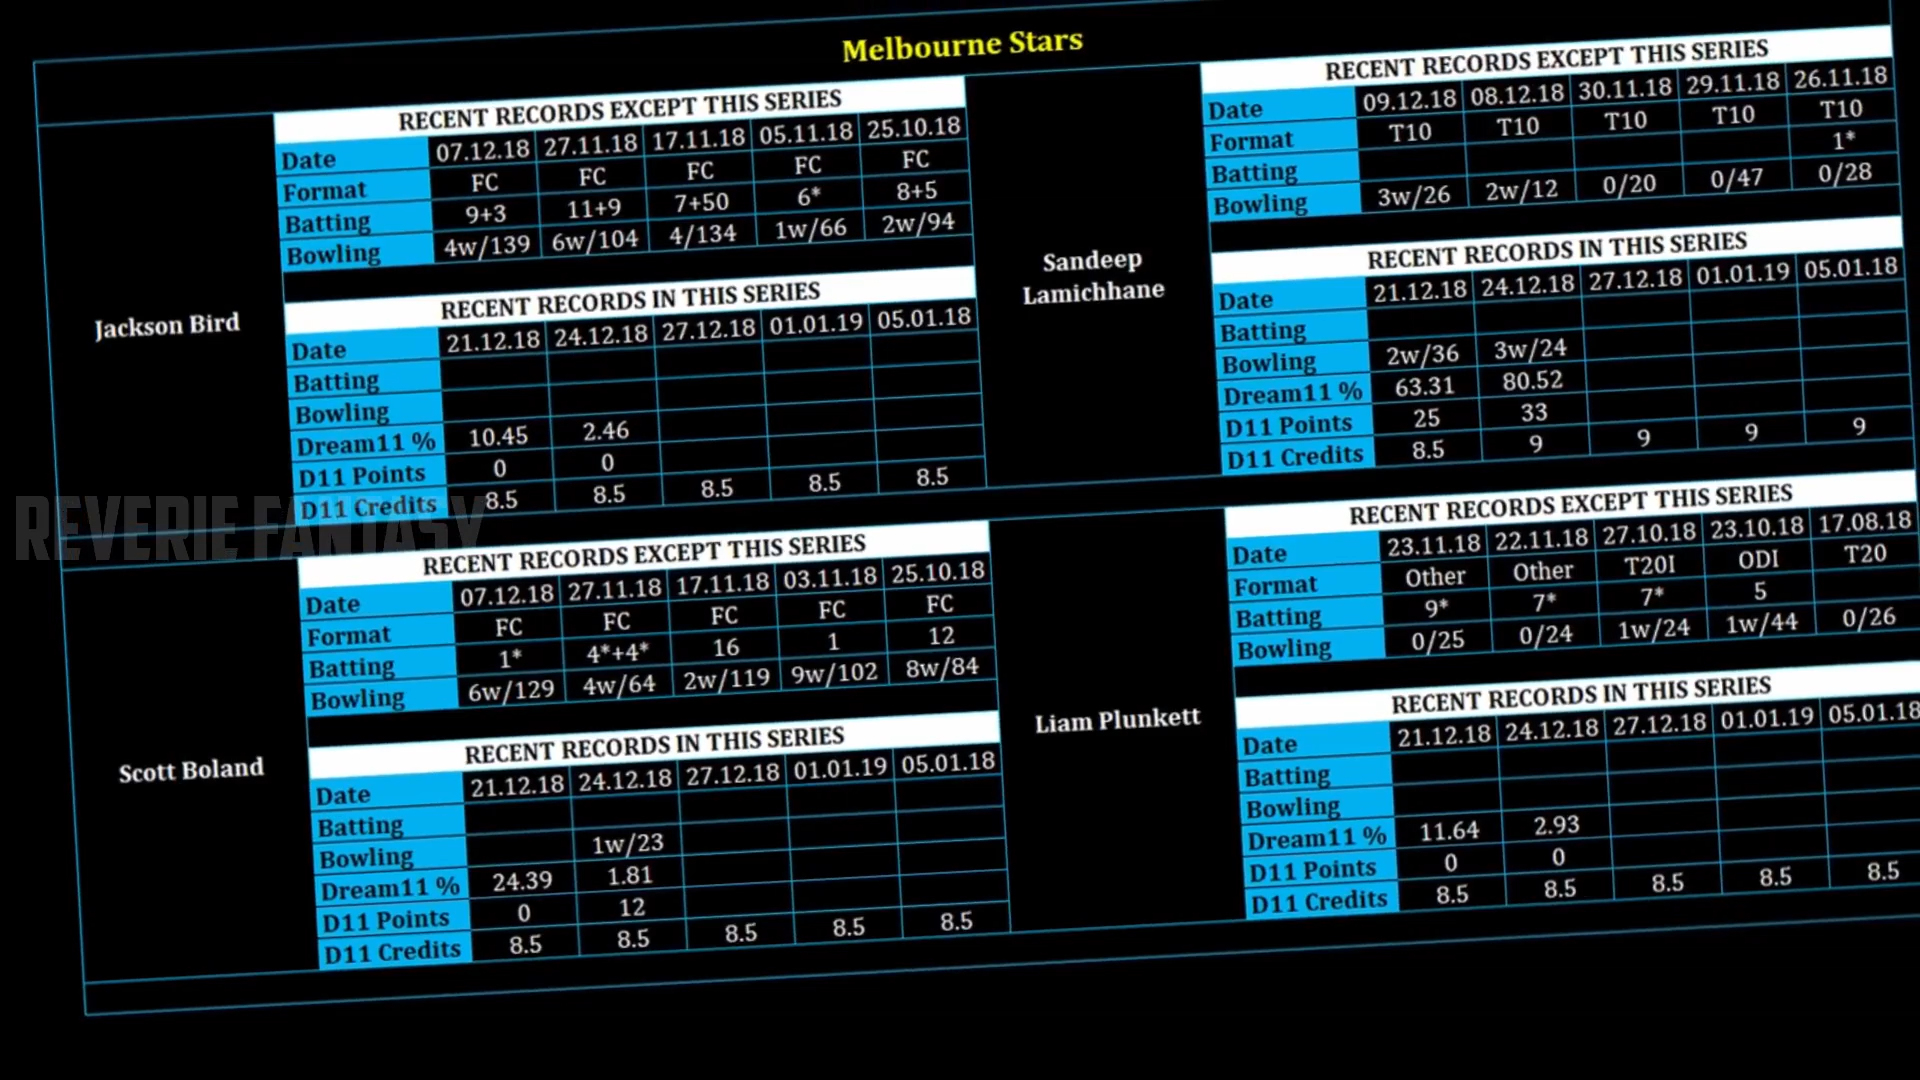 Melbourne Stars
Jackson Bird
RECENT RECORDS EXCEPT THIS SERIES
Date 07.12.18 27.11.18 17.11.18 05.11.18 25.10.18
Format FC FC FC FC FC
Batting 9+3 11+9 7+50 6* 8+5
Bowling 4w/139 6w/104 4/134 1w/66 2w/94
RECENT RECORDS IN THIS SERIES
Date 21.12.18 24.12.18 27.12.18 01.01.19 05.01.18
Batting
Bowling
Dream11 % 10.45 2.46
D11 Points 0 0
D11 Credits 8.5 8.5 8.5 8.5 8.5
Sandeep
Lamichhane
RECENT RECORDS EXCEPT THIS SERIES
Date 09.12.18 08.12.18 30.11.18 29.11.18 26.11.18
Format T10 T10 T10 T10 T10
Batting 1*
Bowling 3w/26 2w/12 0/20 0/47 0/28
RECENT RECORDS IN THIS SERIES
Date 21.12.18 24.12.18 27.12.18 01.01.19 05.01.18
Batting
Bowling 2w/36 3w/24
Dream11 % 63.31 80.52
D11 Points 25 33
D11 Credits 8.5 9 9 9 9
REVERIE FANTASY
Scott Boland
RECENT RECORDS EXCEPT THIS SERIES
Date 07.12.18 27.11.18 17.11.18 03.11.18 25.10.18
Format FC FC FC FC FC
Batting 1* 4*+4* 16 1 12
Bowling 6w/129 4w/64 2w/119 9w/102 8w/84
RECENT RECORDS IN THIS SERIES
Date 21.12.18 24.12.18 27.12.18 01.01.19 05.01.18
Batting
Bowling 1w/23
Dream11 % 24.39 1.81
D11 Points 0 12
D11 Credits 8.5 8.5 8.5 8.5 8.5
Liam Plunkett
RECENT RECORDS EXCEPT THIS SERIES
Date 23.11.18 22.11.18 27.10.18 23.10.18 17.08.18
Format Other Other T20I ODI T20
Batting 9* 7* 7* 5
Bowling 0/25 0/24 1w/24 1w/44 0/26
RECENT RECORDS IN THIS SERIES
Date 21.12.18 24.12.18 27.12.18 01.01.19 05.01.18
Batting
Bowling
Dream11 % 11.64 2.93
D11 Points 0 0
D11 Credits 8.5 8.5 8.5 8.5 8.5